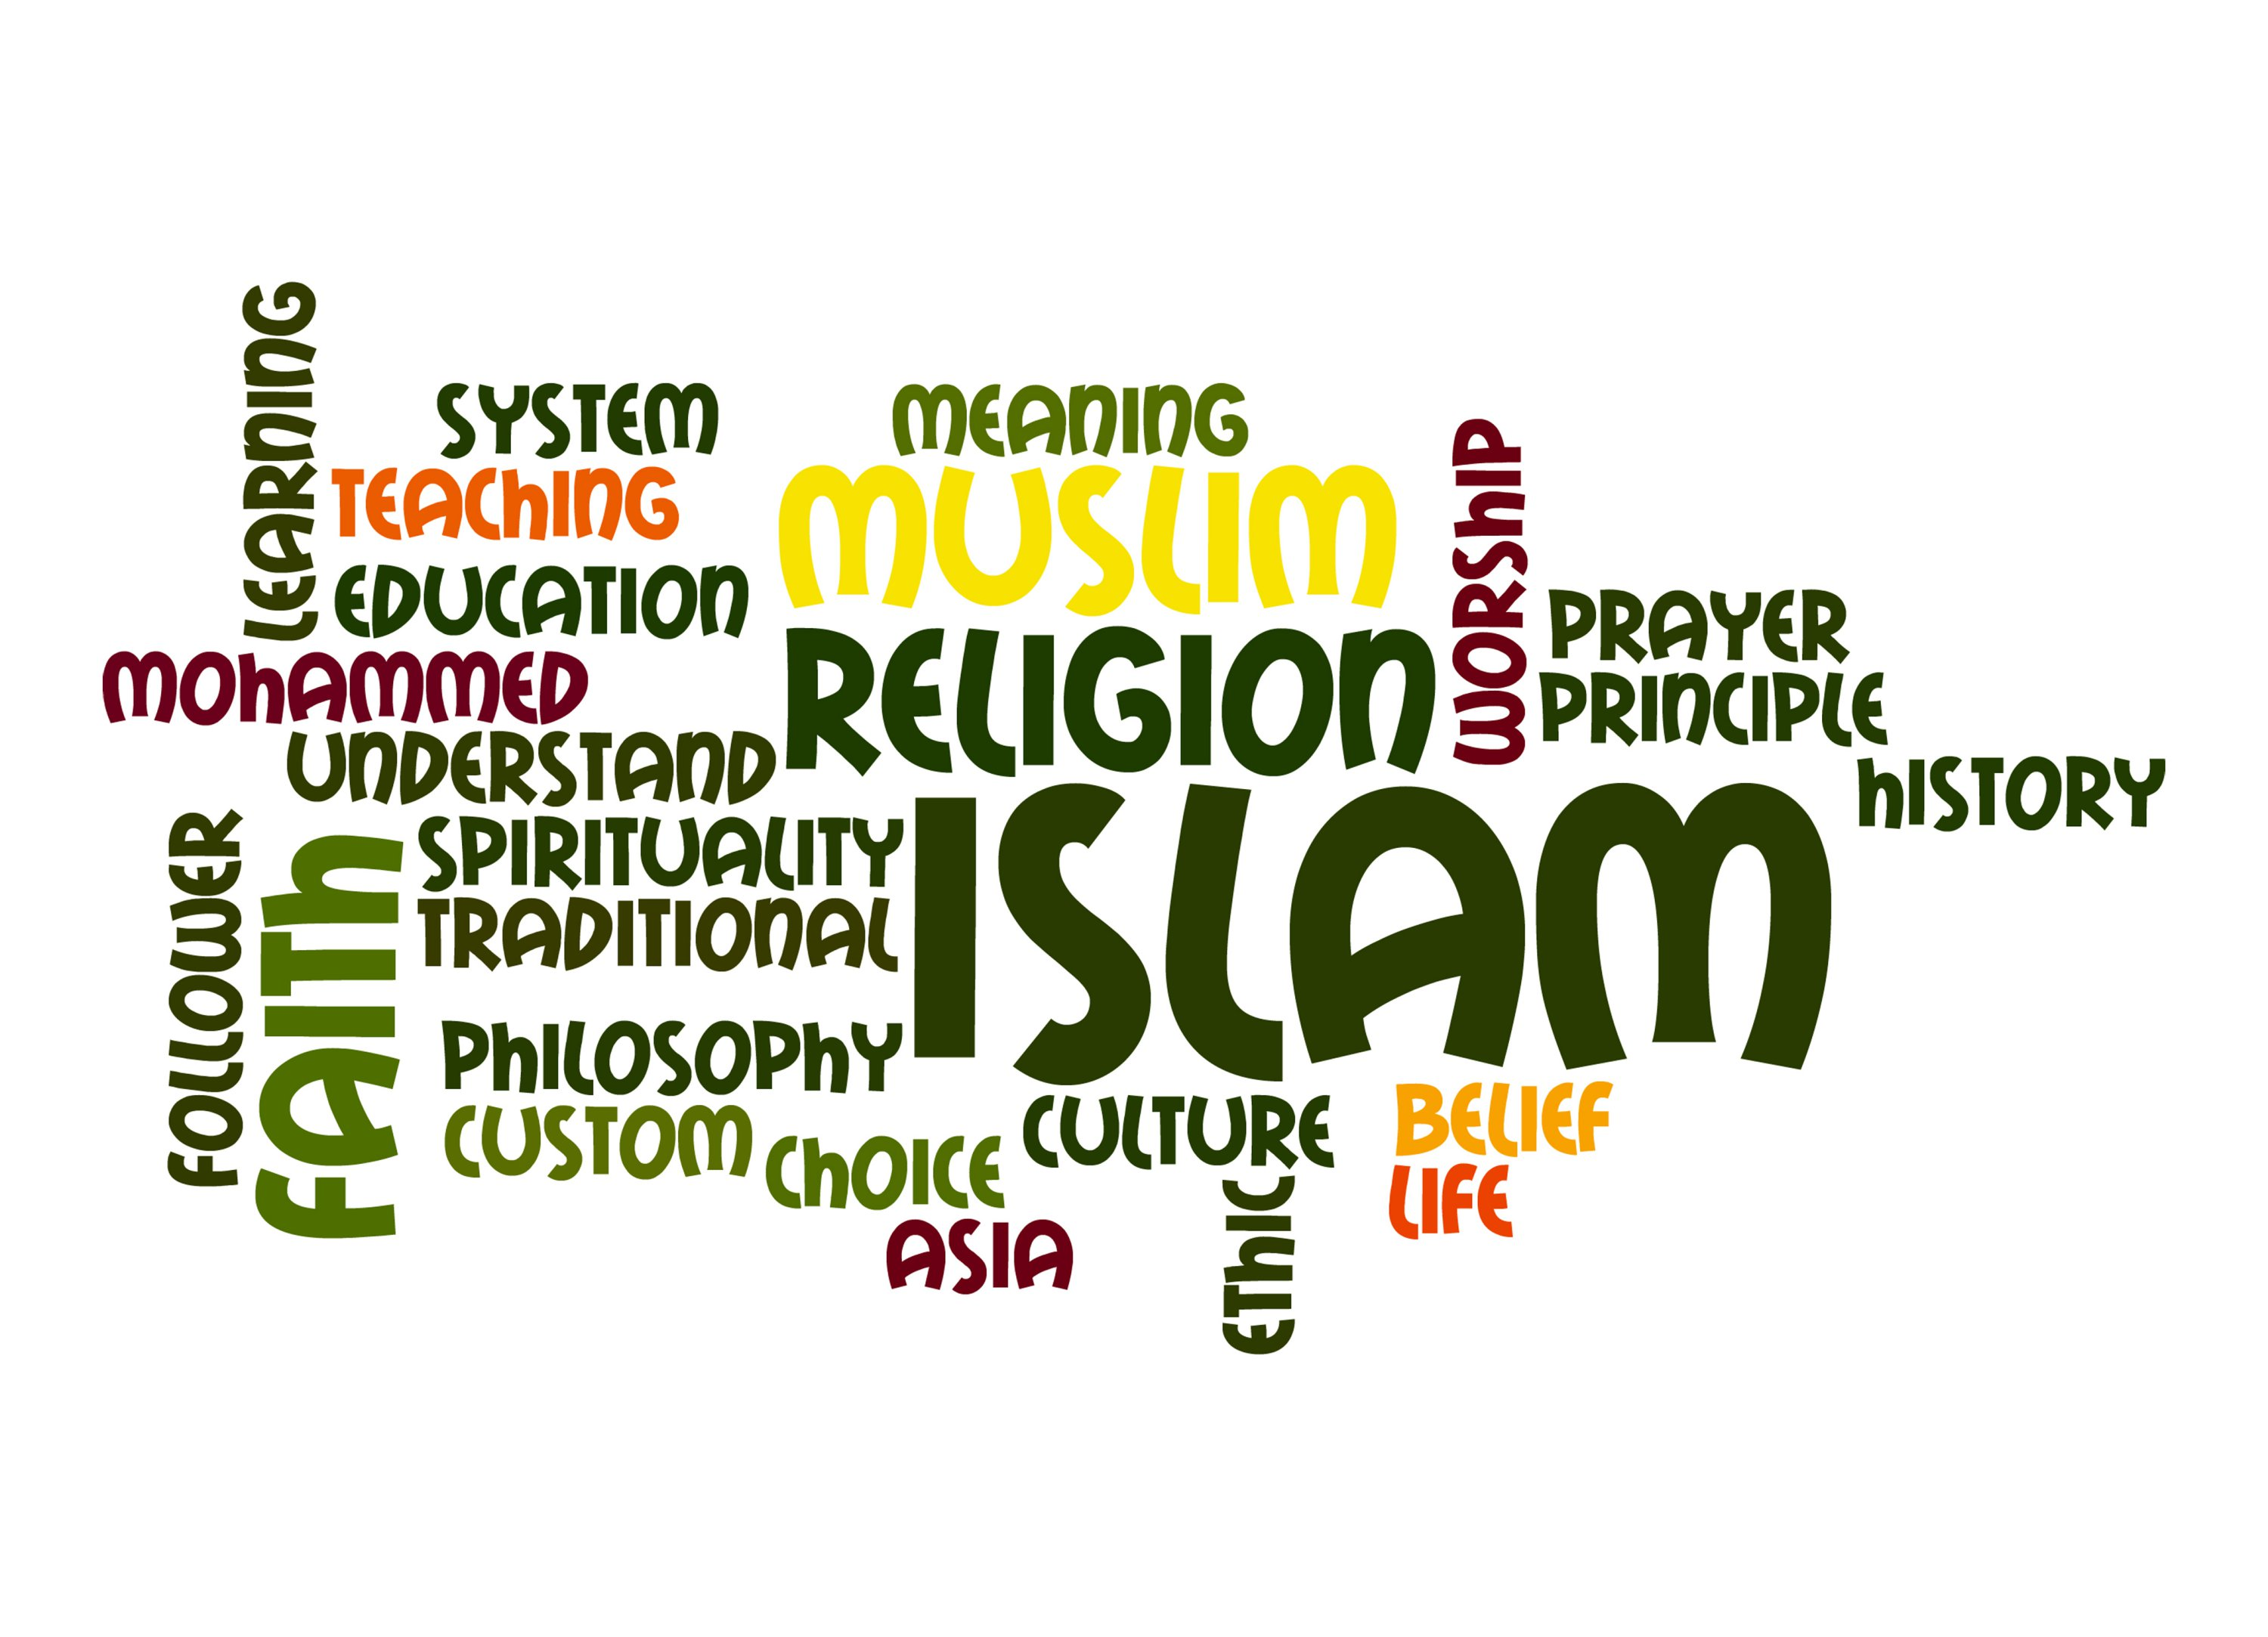 LEARNING
SYSTEM
MEANING
TEACHING
MUSLIM
WORSHIP
EDUCATION
PRAYER
MOHAMMED
RELIGION
PRINCIPLE
UNDERSTAND
HISTORY
FOLLOWER
FAITH
SPIRITUALITY
ISLAM
TRADITIONAL
PHILOSOPHY
CUSTOM
CHOICE
CULTURE
BELIEF
LIFE
ASIA
ETHIC